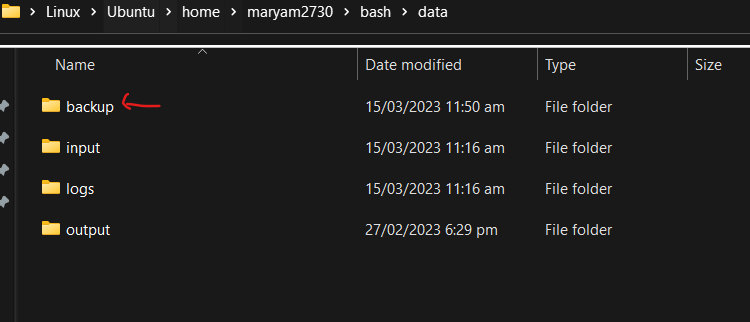 Linux > Ubuntu > home > maryam2730 > bash > data
Name Date modified Type Size
backup 15/03/2023 11:50 am File folder
input 15/03/2023 11:16 am File folder
logs 15/03/2023 11:16 am File folder
output 27/02/2023 6:29 pm File folder